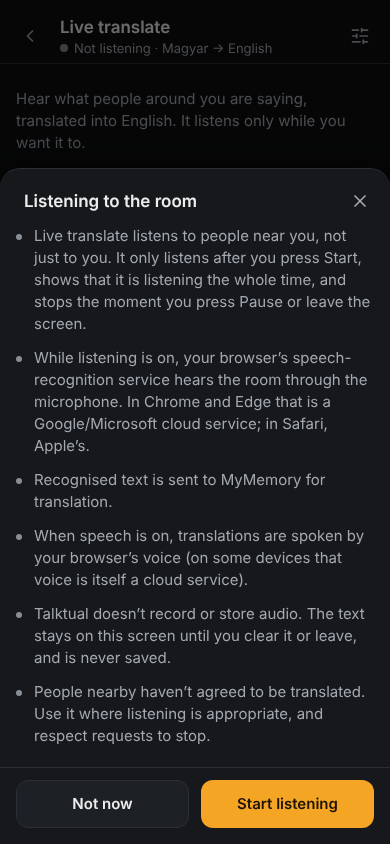 Live translate
Not listening · Magyar → English
Hear what people around you are saying,
translated into English. It listens only while you
want it to.
Listening to the room
• Live translate listens to people near you, not
just to you. It only listens after you press Start,
shows that it is listening the whole time, and
stops the moment you press Pause or leave the
screen.
• While listening is on, your browser’s speech-
recognition service hears the room through the
microphone. In Chrome and Edge that is a
Google/Microsoft cloud service; in Safari,
Apple’s.
• Recognised text is sent to MyMemory for
translation.
• When speech is on, translations are spoken by
your browser’s voice (on some devices that
voice is itself a cloud service).
• Talktual doesn’t record or store audio. The text
stays on this screen until you clear it or leave,
and is never saved.
• People nearby haven’t agreed to be translated.
Use it where listening is appropriate, and
respect requests to stop.
Not now
Start listening